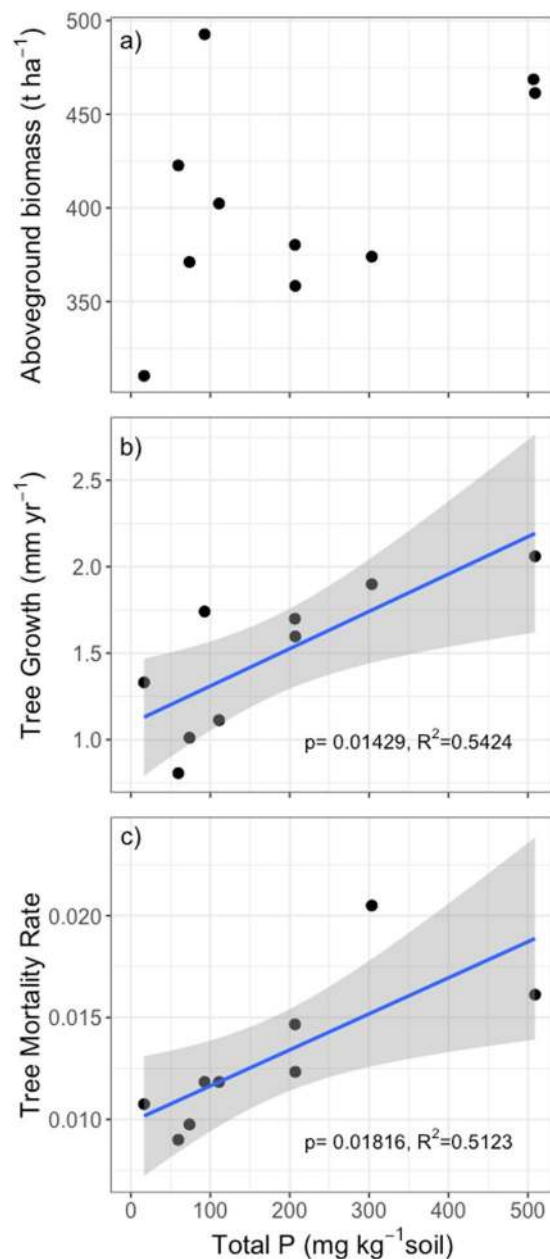 a)
Aboveground biomass (t ha⁻¹)
500
450
400
350
b)
Tree Growth (mm yr⁻¹)
2.5
2.0
1.5
1.0
p= 0.01429, R²=0.5424
c)
Tree Mortality Rate
0.020
0.015
0.010
p= 0.01816, R²=0.5123
0 100 200 300 400 500
Total P (mg kg⁻¹soil)